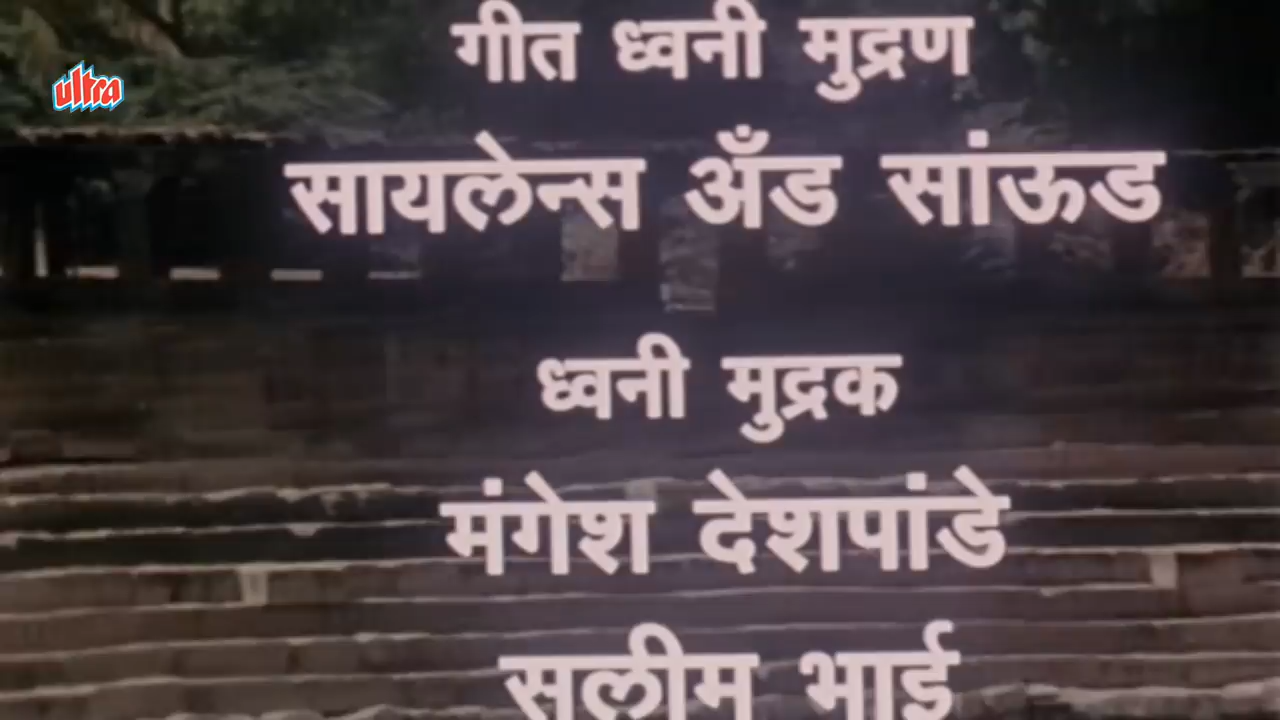 ultra
गीत ध्वनी मुद्रण
सायलेन्स अँड सांऊड
ध्वनी मुद्रक
मंगेश देशपांडे
सलीम भाई